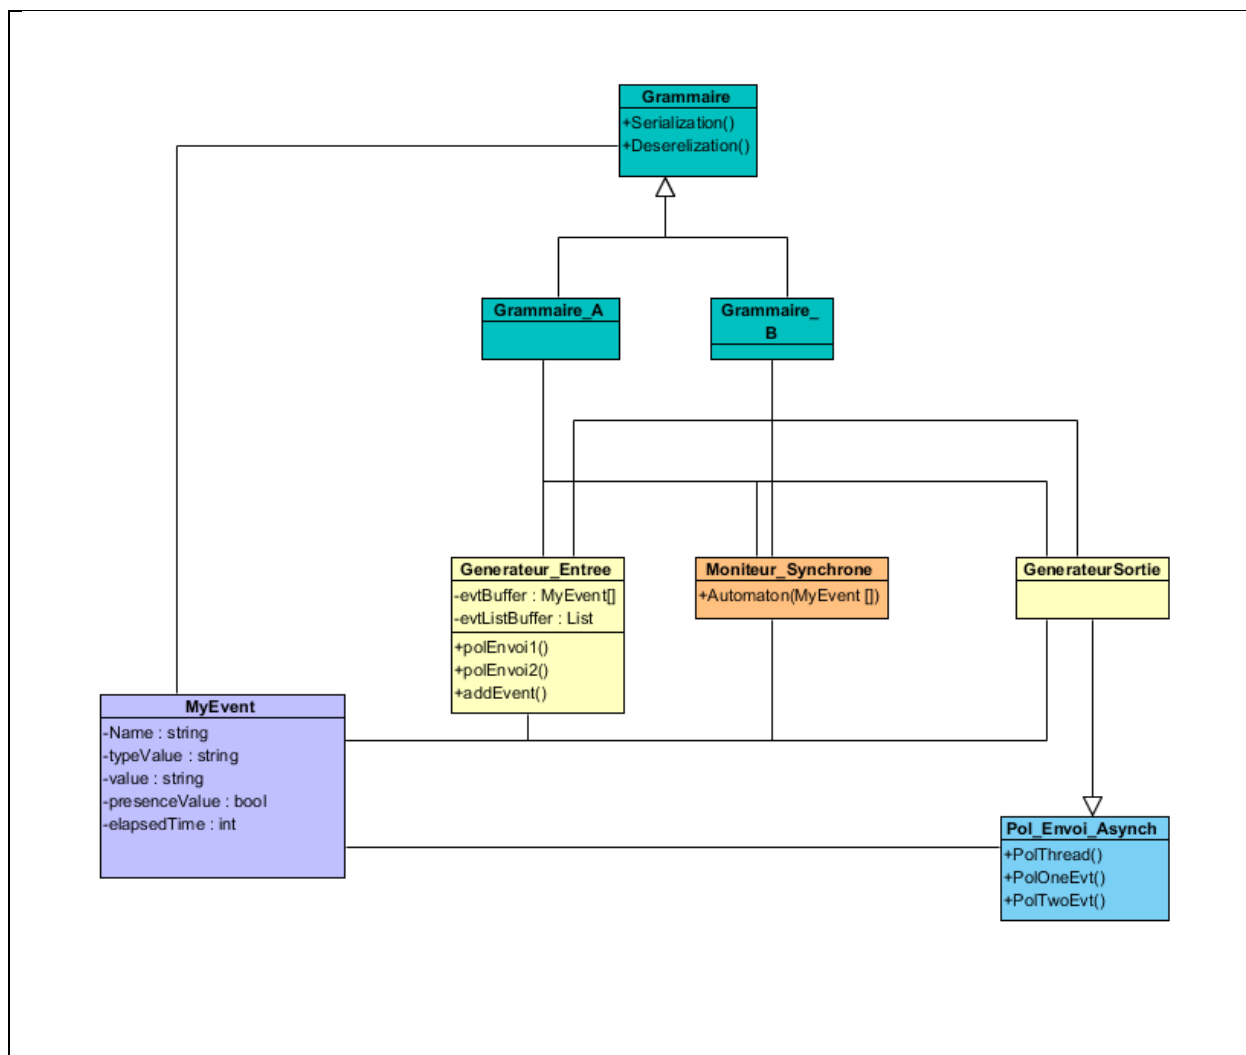 Grammaire
+Serialization()
+Deserelization()
Grammaire_A
Grammaire_
B
Generateur_Entree
-evtBuffer : MyEvent[]
-evtListBuffer : List
+polEnvoi1()
+polEnvoi2()
+addEvent()
Moniteur_Synchrone
+Automaton(MyEvent [])
GenerateurSortie
MyEvent
-Name : string
-typeValue : string
-value : string
-presenceValue : bool
-elapsedTime : int
Pol_Envoi_Asynch
+PolThread()
+PolOneEvt()
+PolTwoEvt()